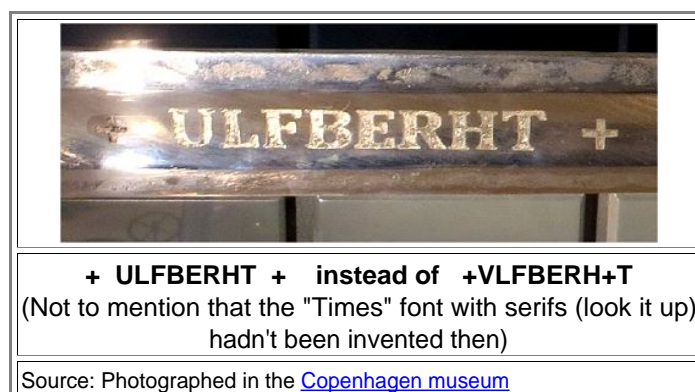 + ULFBERHT +
+ ULFBERHT + instead of +VLFBERH+T
(Not to mention that the "Times" font with serifs (look it up)
hadn't been invented then)
Source: Photographed in the Copenhagen museum